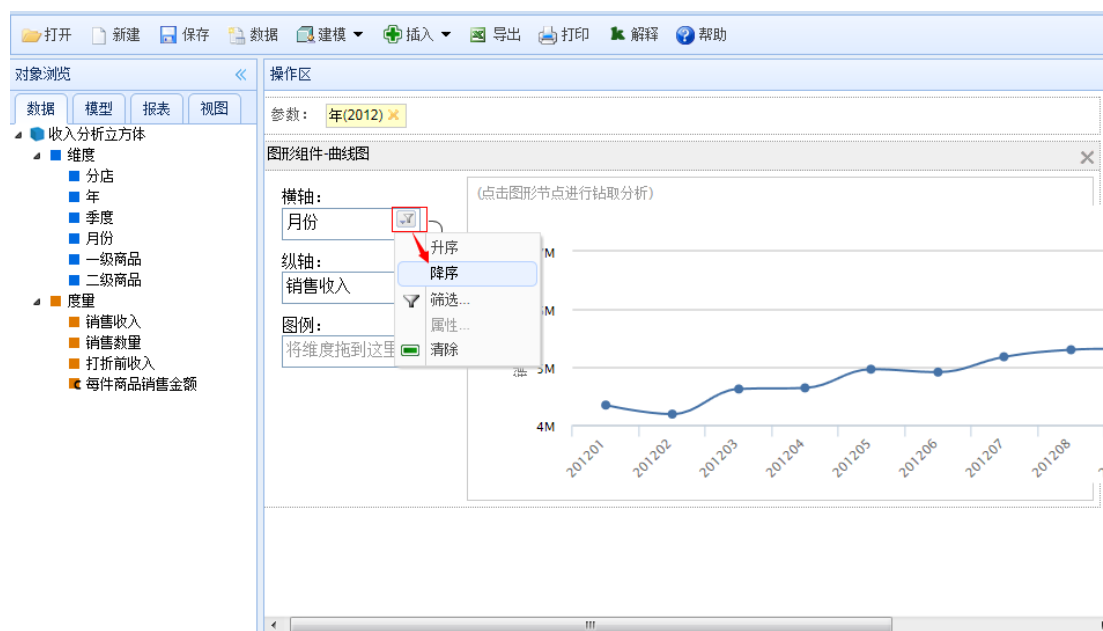 打开 新建 保存 数据 建模 插入 导出 打印 解释 帮助
对象浏览
操作区
数据 模型 报表 视图
参数： 年(2012)
收入分析立方体
维度
分店
年
季度
月份
一级商品
二级商品
度量
销售收入
销售数量
打折前收入
每件商品销售金额
图形组件-曲线图
(点击图形节点进行钻取分析)
横轴：
月份
纵轴：
销售收入
图例：
将维度拖到这里
升序
降序
筛选...
属性...
清除
4M
201201 201202 201203 201204 201205 201206 201207 201208